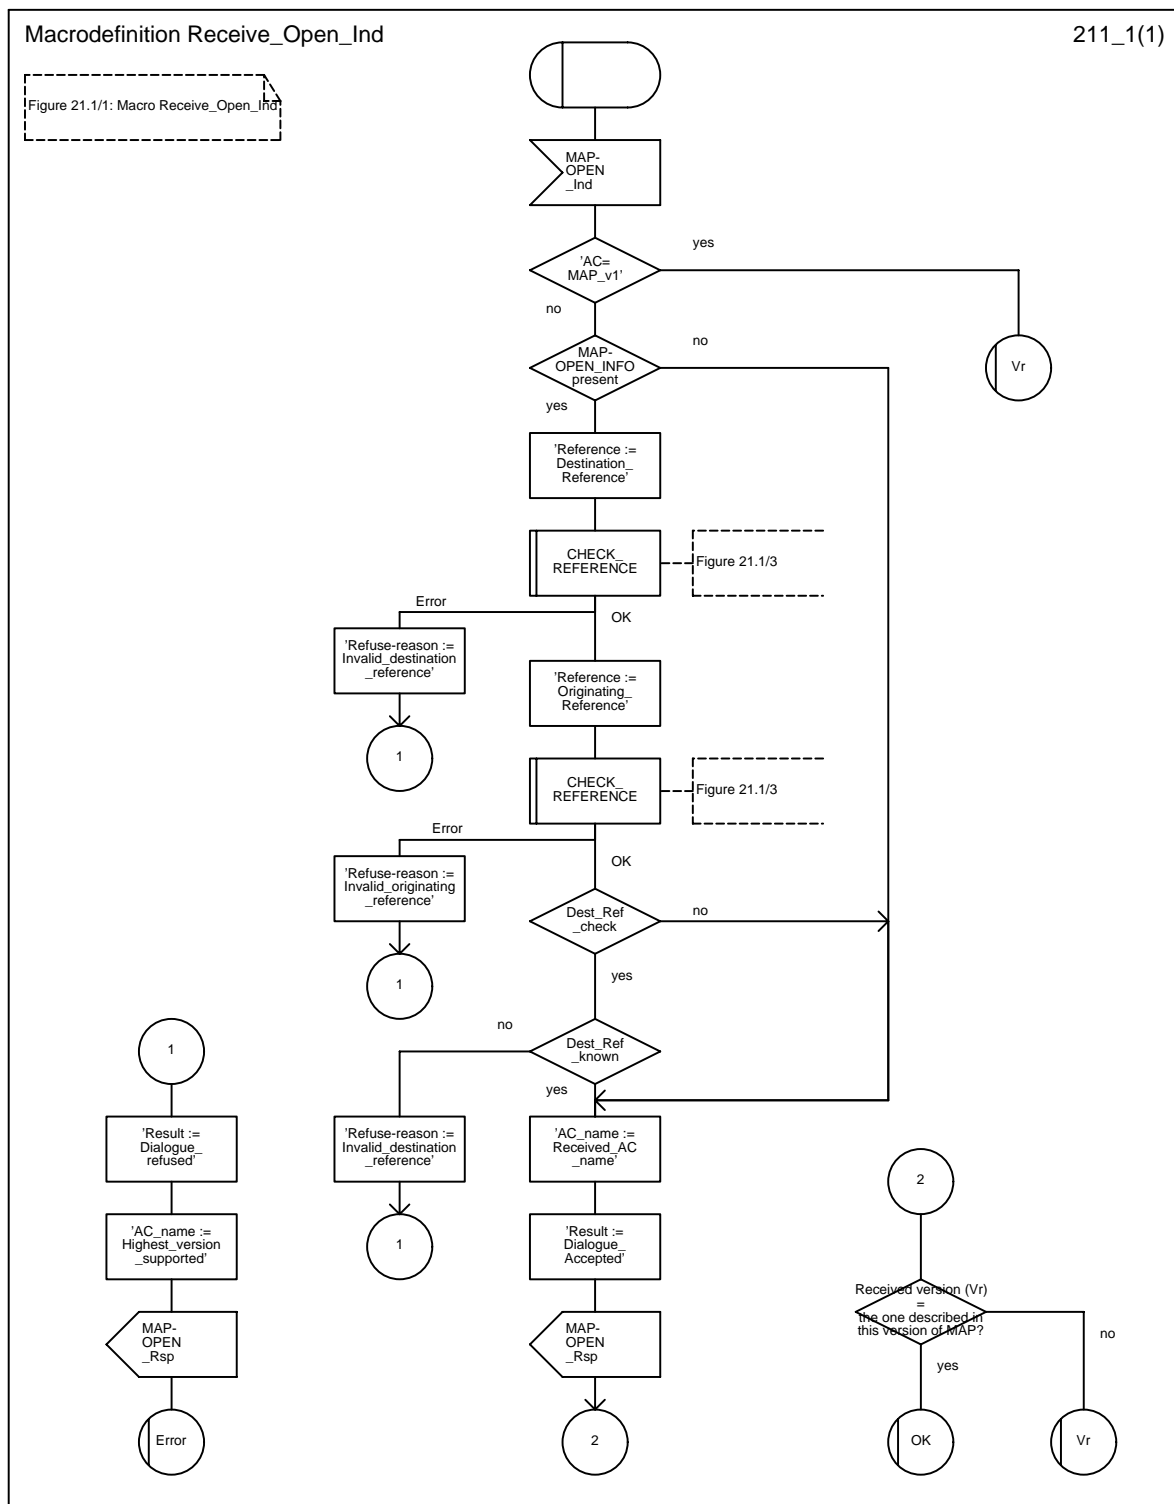 Macrodefinition Receive_Open_Ind
211_1(1)
Figure 21.1/1: Macro Receive_Open_Ind
MAP-
OPEN
_Ind
'AC=
MAP_v1'
yes
no
Vr
MAP-
OPEN_INFO
present
no
yes
'Reference :=
Destination_
Reference'
CHECK_
REFERENCE
Figure 21.1/3
Error
OK
'Refuse-reason :=
Invalid_destination
_reference'
1
'Reference :=
Originating_
Reference'
CHECK_
REFERENCE
Figure 21.1/3
Error
OK
'Refuse-reason :=
Invalid_originating
_reference'
1
Dest_Ref
_check
no
yes
Dest_Ref
_known
no
yes
1
'Result :=
Dialogue_
refused'
'AC_name :=
Highest_version
_supported'
MAP-
OPEN
_Rsp
Error
'Refuse-reason :=
Invalid_destination
_reference'
1
'AC_name :=
Received_AC
_name'
'Result :=
Dialogue_
Accepted'
MAP-
OPEN
_Rsp
2
2
Received version (Vr)
=
the one described in
this version of MAP?
no
yes
OK
Vr